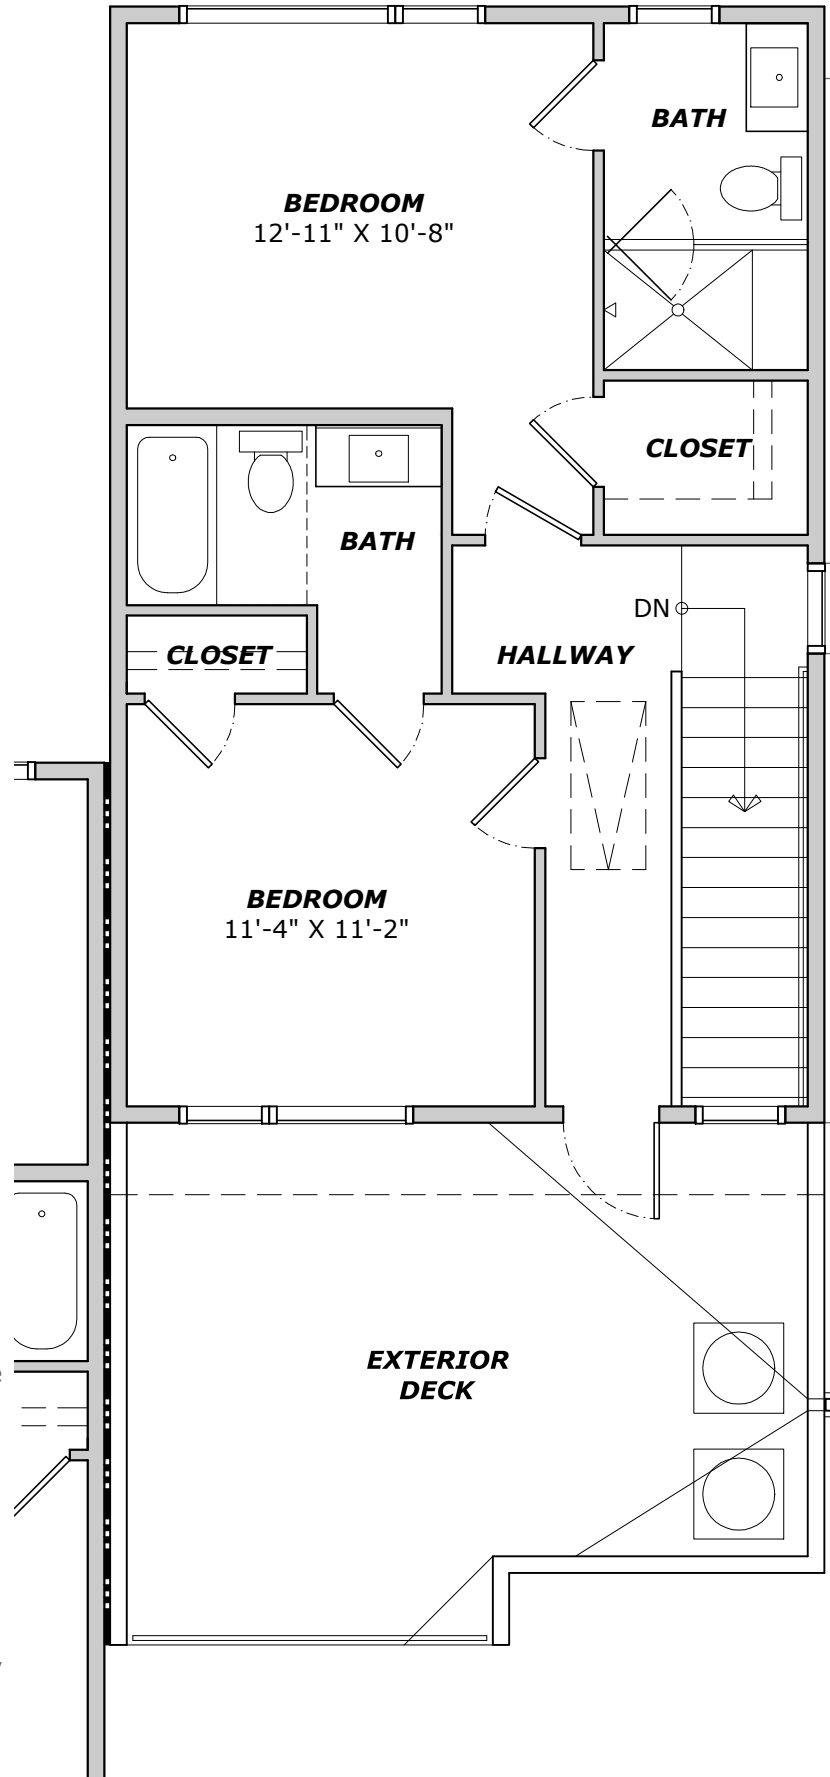 BATH
BEDROOM
12'-11" X 10'-8"
CLOSET
BATH
DN
CLOSET
HALLWAY
BEDROOM
11'-4" X 11'-2"
EXTERIOR
DECK